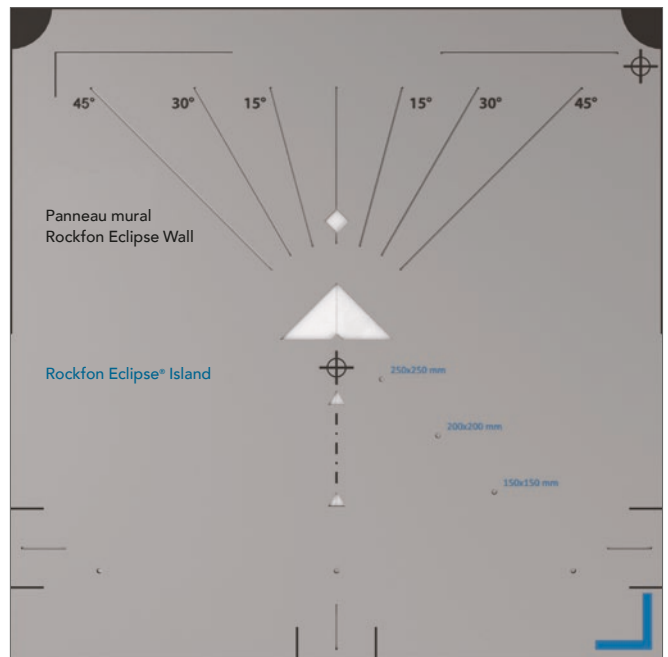 45° 30° 15° 15° 30° 45°
Panneau mural
Rockfon Eclipse Wall
Rockfon Eclipse® Island
250x250 mm
200x200 mm
150x150 mm